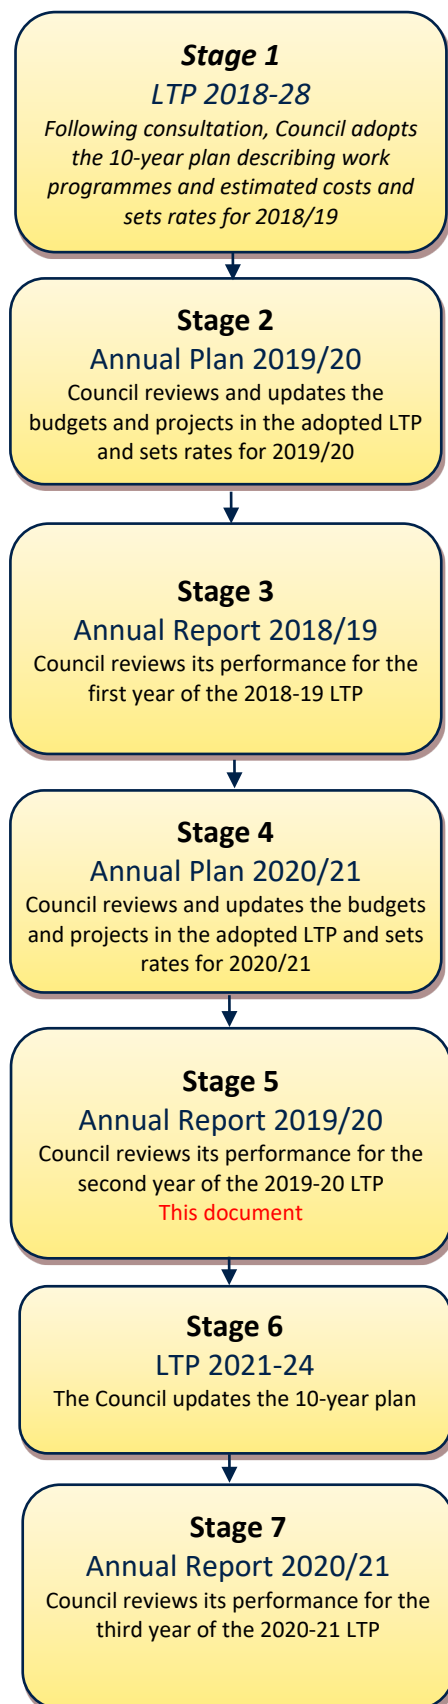 Stage 1
LTP 2018-28
Following consultation, Council adopts
the 10-year plan describing work
programmes and estimated costs and
sets rates for 2018/19
Stage 2
Annual Plan 2019/20
Council reviews and updates the
budgets and projects in the adopted LTP
and sets rates for 2019/20
Stage 3
Annual Report 2018/19
Council reviews its performance for the
first year of the 2018-19 LTP
Stage 4
Annual Plan 2020/21
Council reviews and updates the budgets
and projects in the adopted LTP and sets
rates for 2020/21
Stage 5
Annual Report 2019/20
Council reviews its performance for the
second year of the 2019-20 LTP
This document
Stage 6
LTP 2021-24
The Council updates the 10-year plan
Stage 7
Annual Report 2020/21
Council reviews its performance for the
third year of the 2020-21 LTP